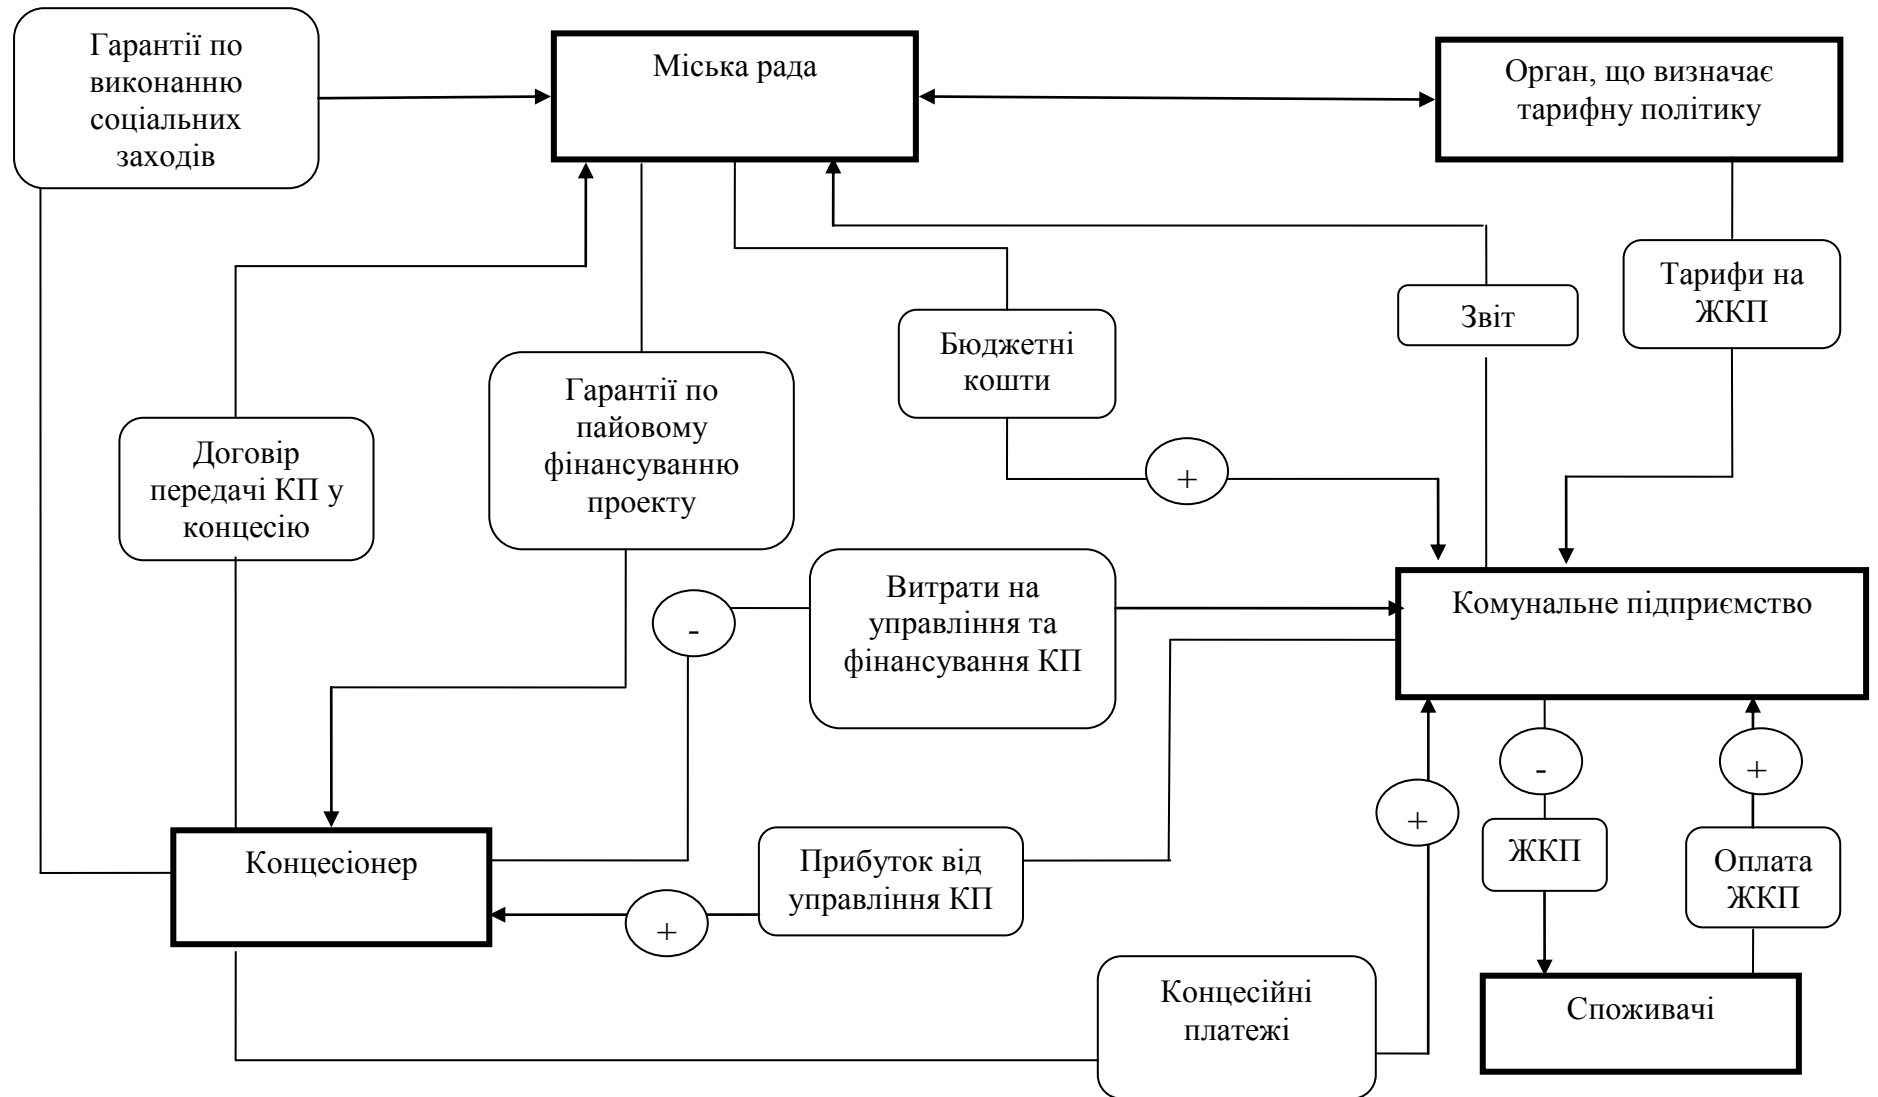 Гарантії по
виконанню
соціальних
заходів
Міська рада
Орган, що визначає
тарифну політику
Тарифи на
ЖКП
Звіт
Бюджетні
кошти
+
Гарантії по
пайовому
фінансуванню
проекту
Договір
передачі КП у
концесію
-
Витрати на
управління та
фінансування КП
Комунальне підприємство
Концесіонер
+
Прибуток від
управління КП
+
-
+
ЖКП
Оплата
ЖКП
Концесійні
платежі
Споживачі